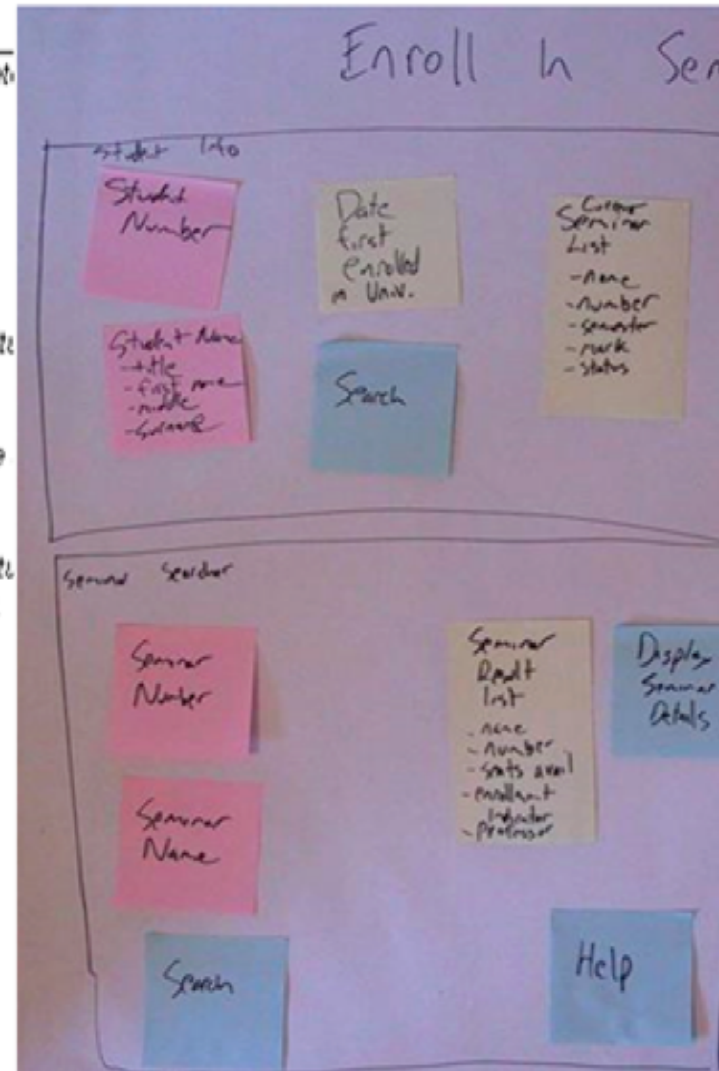 Enroll in Sem
Student Info
Student
Number
Date
first
enrolled
in Univ.
Seminar
List
- name
- number
- semester
- mark
- status
Student Name
- title
- first name
- middle
- surname
Search
Seminar Searcher
Seminar
Number
Seminar
Result
list
- name
- number
- seats avail
- enrollment
indicator
- professor
Display
Seminar
Details
Seminar
Name
Search
Help